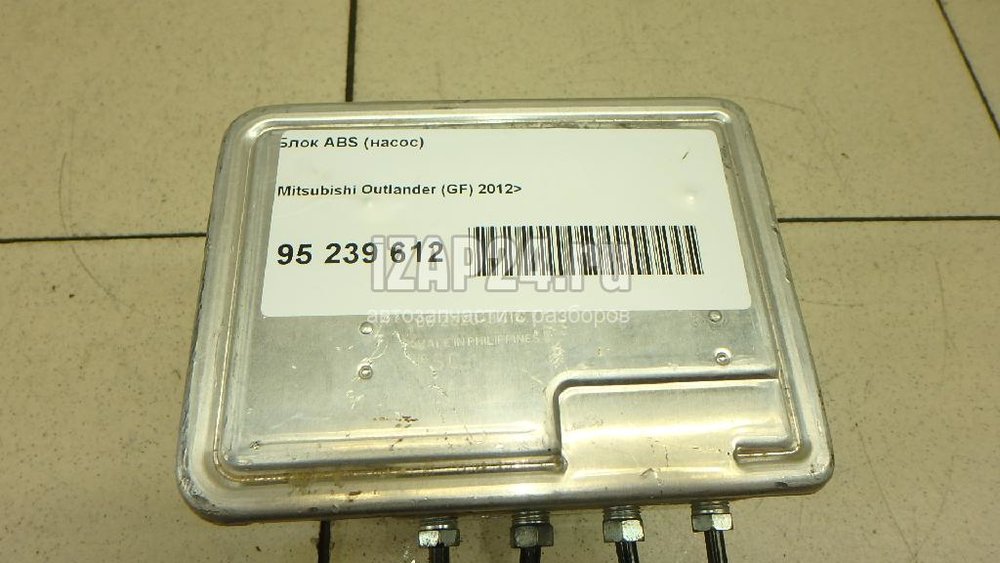 Блок ABS (насос)
Mitsubishi Outlander (GF) 2012>
95 239 612
IZAP24.ru
автозапчасти с разборов
MADE IN PHILIPPINES